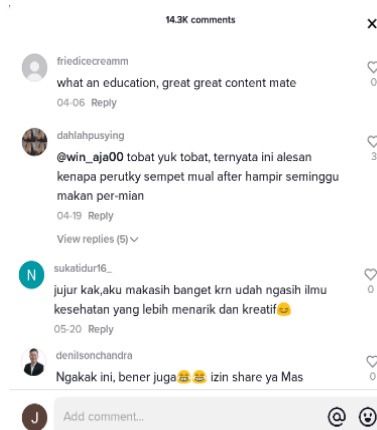 14.3K comments
friedicecreamm
what an education, great great content mate
0
04-06 Reply
dahlahpusying
@win_aja00 tobat yuk tobat, ternyata ini alesan
kenapa perutky sempet mual after hampir seminggu
makan per-mian
3
04-19 Reply
View replies (5)
N
sukatidur16_
jujur kak,aku makasih banget krn udah ngasih ilmu
kesehatan yang lebih menarik dan kreatif😊
0
05-20 Reply
denilsonchandra
Ngakak ini, bener juga😂😂 izin share ya Mas
0
J
Add comment...
@